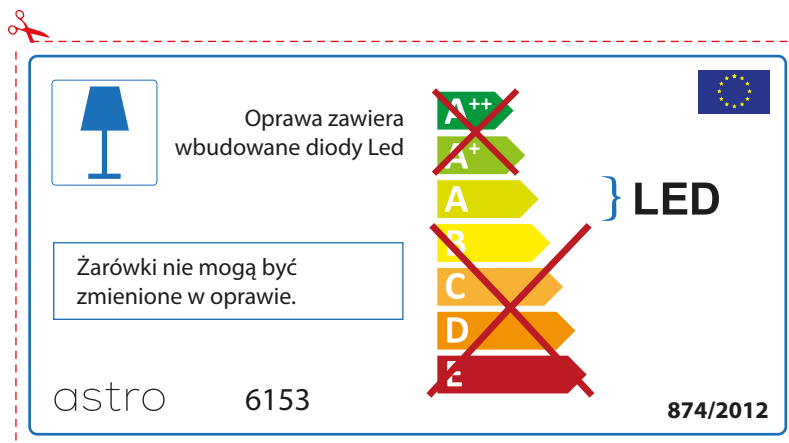 Oprawa zawiera
wbudowane diody Led
A++
A+
A
B
C
D
E
LED
Żarówki nie mogą być
zmienione w oprawie.
astro
6153
874/2012